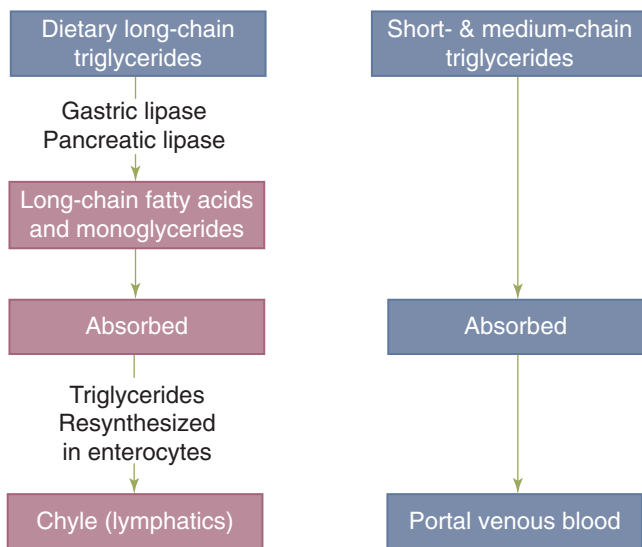 Dietary long-chain
triglycerides
Gastric lipase
Pancreatic lipase
Long-chain fatty acids
and monoglycerides
Absorbed
Triglycerides
Resynthesized
in enterocytes
Chyle (lymphatics)
Short- & medium-chain
triglycerides
Absorbed
Portal venous blood